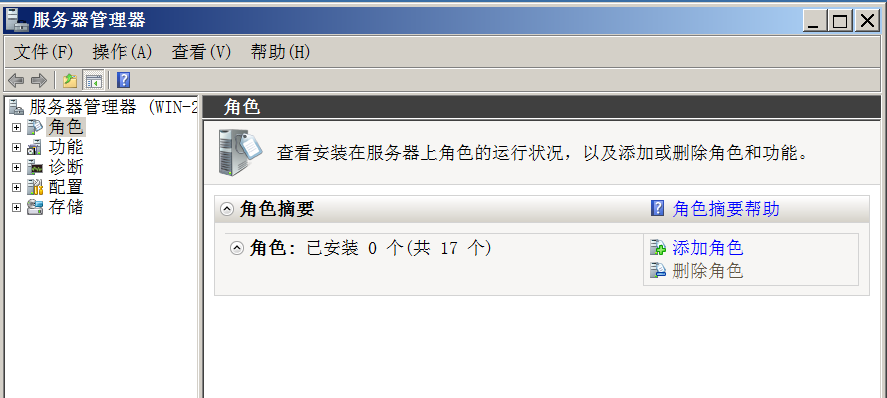 服务器管理器
文件(F) 操作(A) 查看(V) 帮助(H)
服务器管理器 (WIN-2
角色
功能
诊断
配置
存储
角色
查看安装在服务器上角色的运行状况，以及添加或删除角色和功能。
角色摘要 角色摘要帮助
角色: 已安装 0 个(共 17 个) 添加角色
删除角色